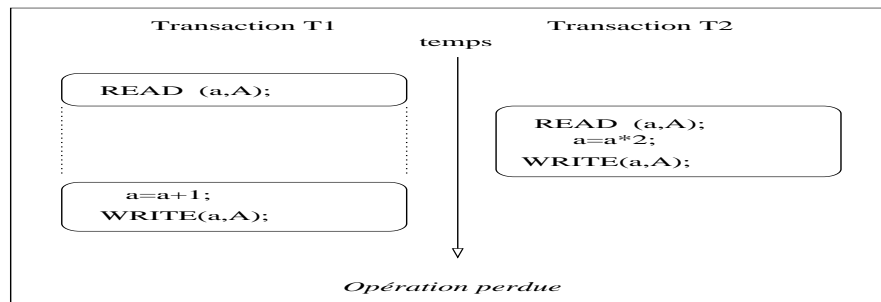 Transaction T1
Transaction T2
temps
READ (a,A);
READ (a,A);
a=a*2;
WRITE(a,A);
a=a+1;
WRITE(a,A);
Opération perdue